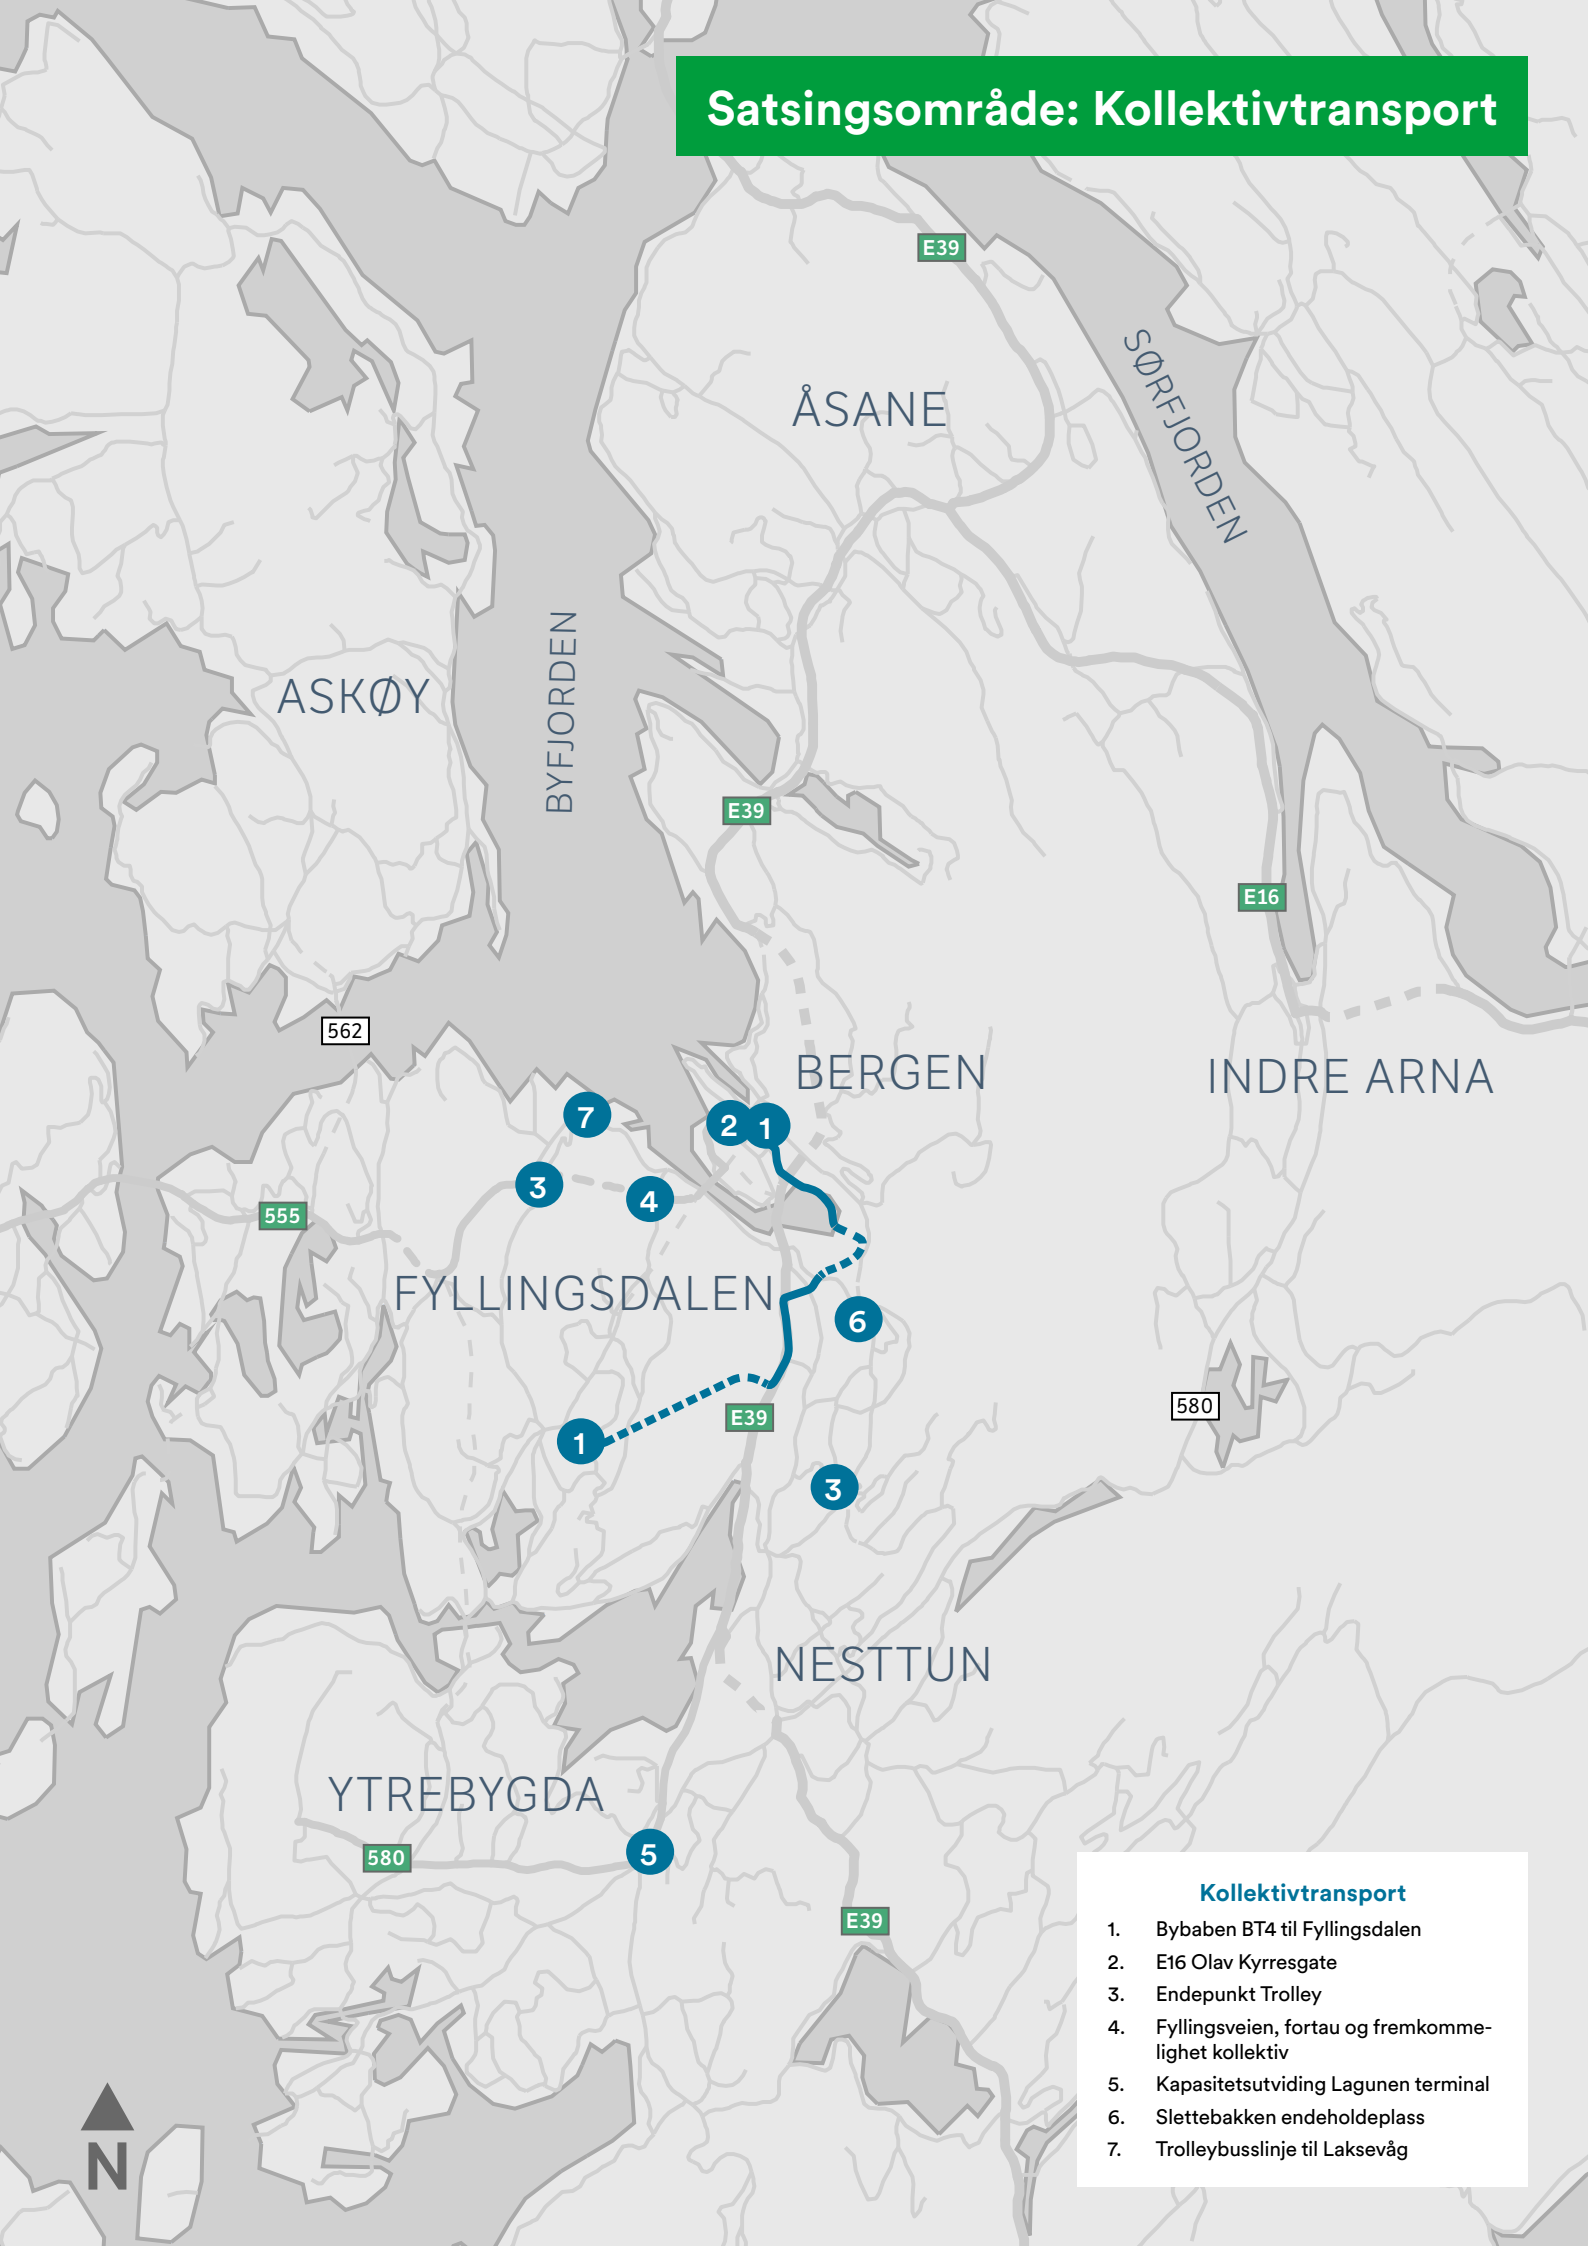 Satsingsområde: Kollektivtransport
E39
SØRFJORDEN
ÅSANE
BYFJORDEN
ASKØY
E39
E16
562
BERGEN
INDRE ARNA
7
2
1
3
4
555
FYLLINGSDALEN
6
580
E39
1
3
NESTTUN
YTREBYGDA
5
580
E39
Kollektivtransport
1. Bybaben BT4 til Fyllingsdalen
2. E16 Olav Kyrresgate
3. Endepunkt Trolley
4. Fyllingsveien, fortau og fremkomme-
lighet kollektiv
5. Kapasitetsutviding Lagunen terminal
6. Slettebakken endeholdeplass
7. Trolleybusslinje til Laksevåg
N